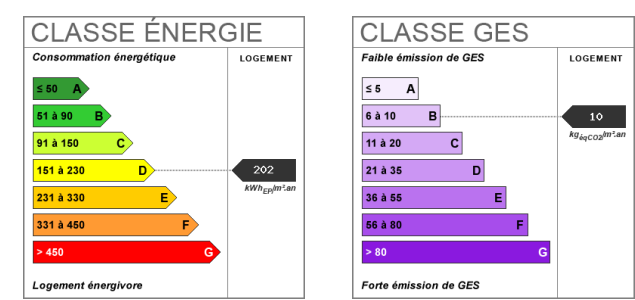 CLASSE ÉNERGIE
Consommation énergétique
LOGEMENT
≤ 50 A
51 à 90 B
91 à 150 C
151 à 230 D
202
kWhEP/m².an
231 à 330 E
331 à 450 F
> 450 G
Logement énergivore
CLASSE GES
Faible émission de GES
LOGEMENT
≤ 5 A
6 à 10 B
10
kgéqCO2/m².an
11 à 20 C
21 à 35 D
36 à 55 E
56 à 80 F
> 80 G
Forte émission de GES